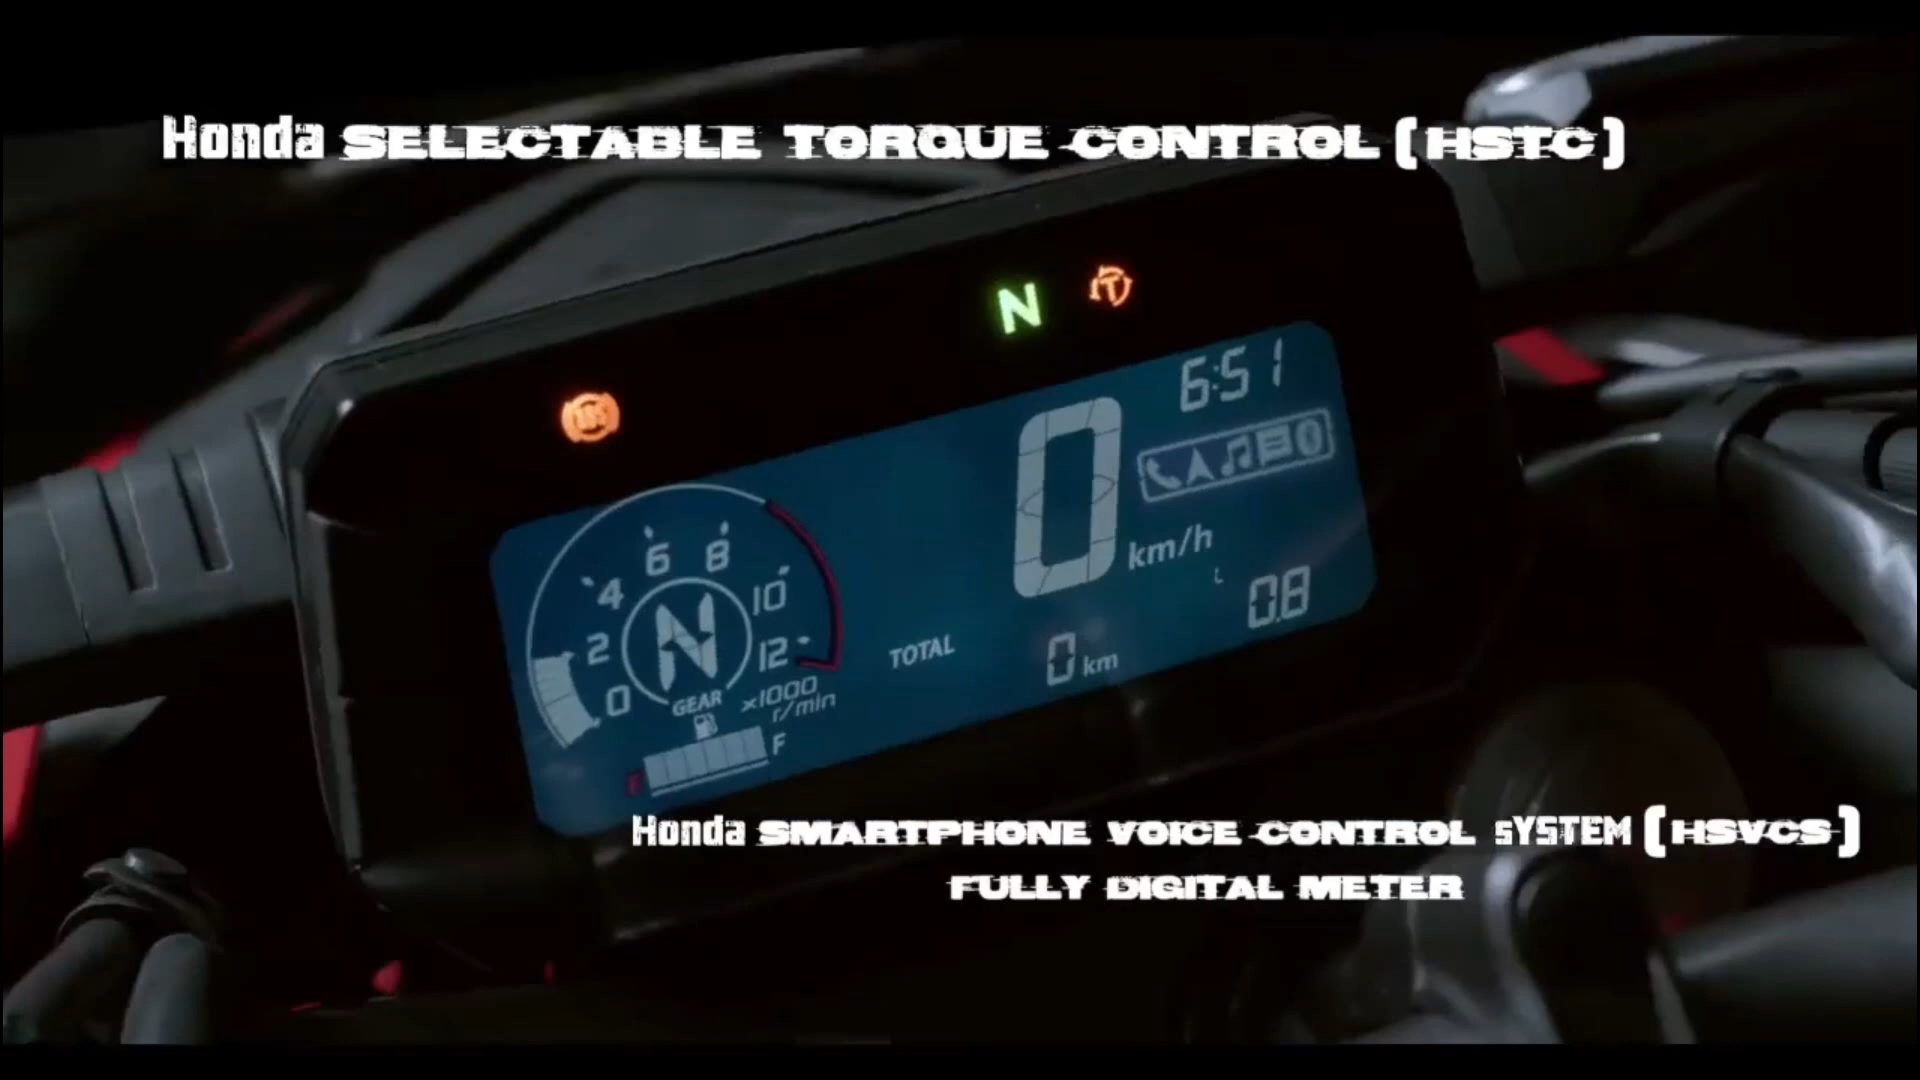 Honda SELECTABLE TORQUE CONTROL (HSTC)
N
T
ABS
6:51
0
km/h
6 8
4
10
N
2
12
0
GEAR
x1000
r/min
F
E
TOTAL
0 km
L
0.8
Honda SMARTPHONE VOICE CONTROL sYSTEM (HSVCS)
FULLY DIGITAL METER